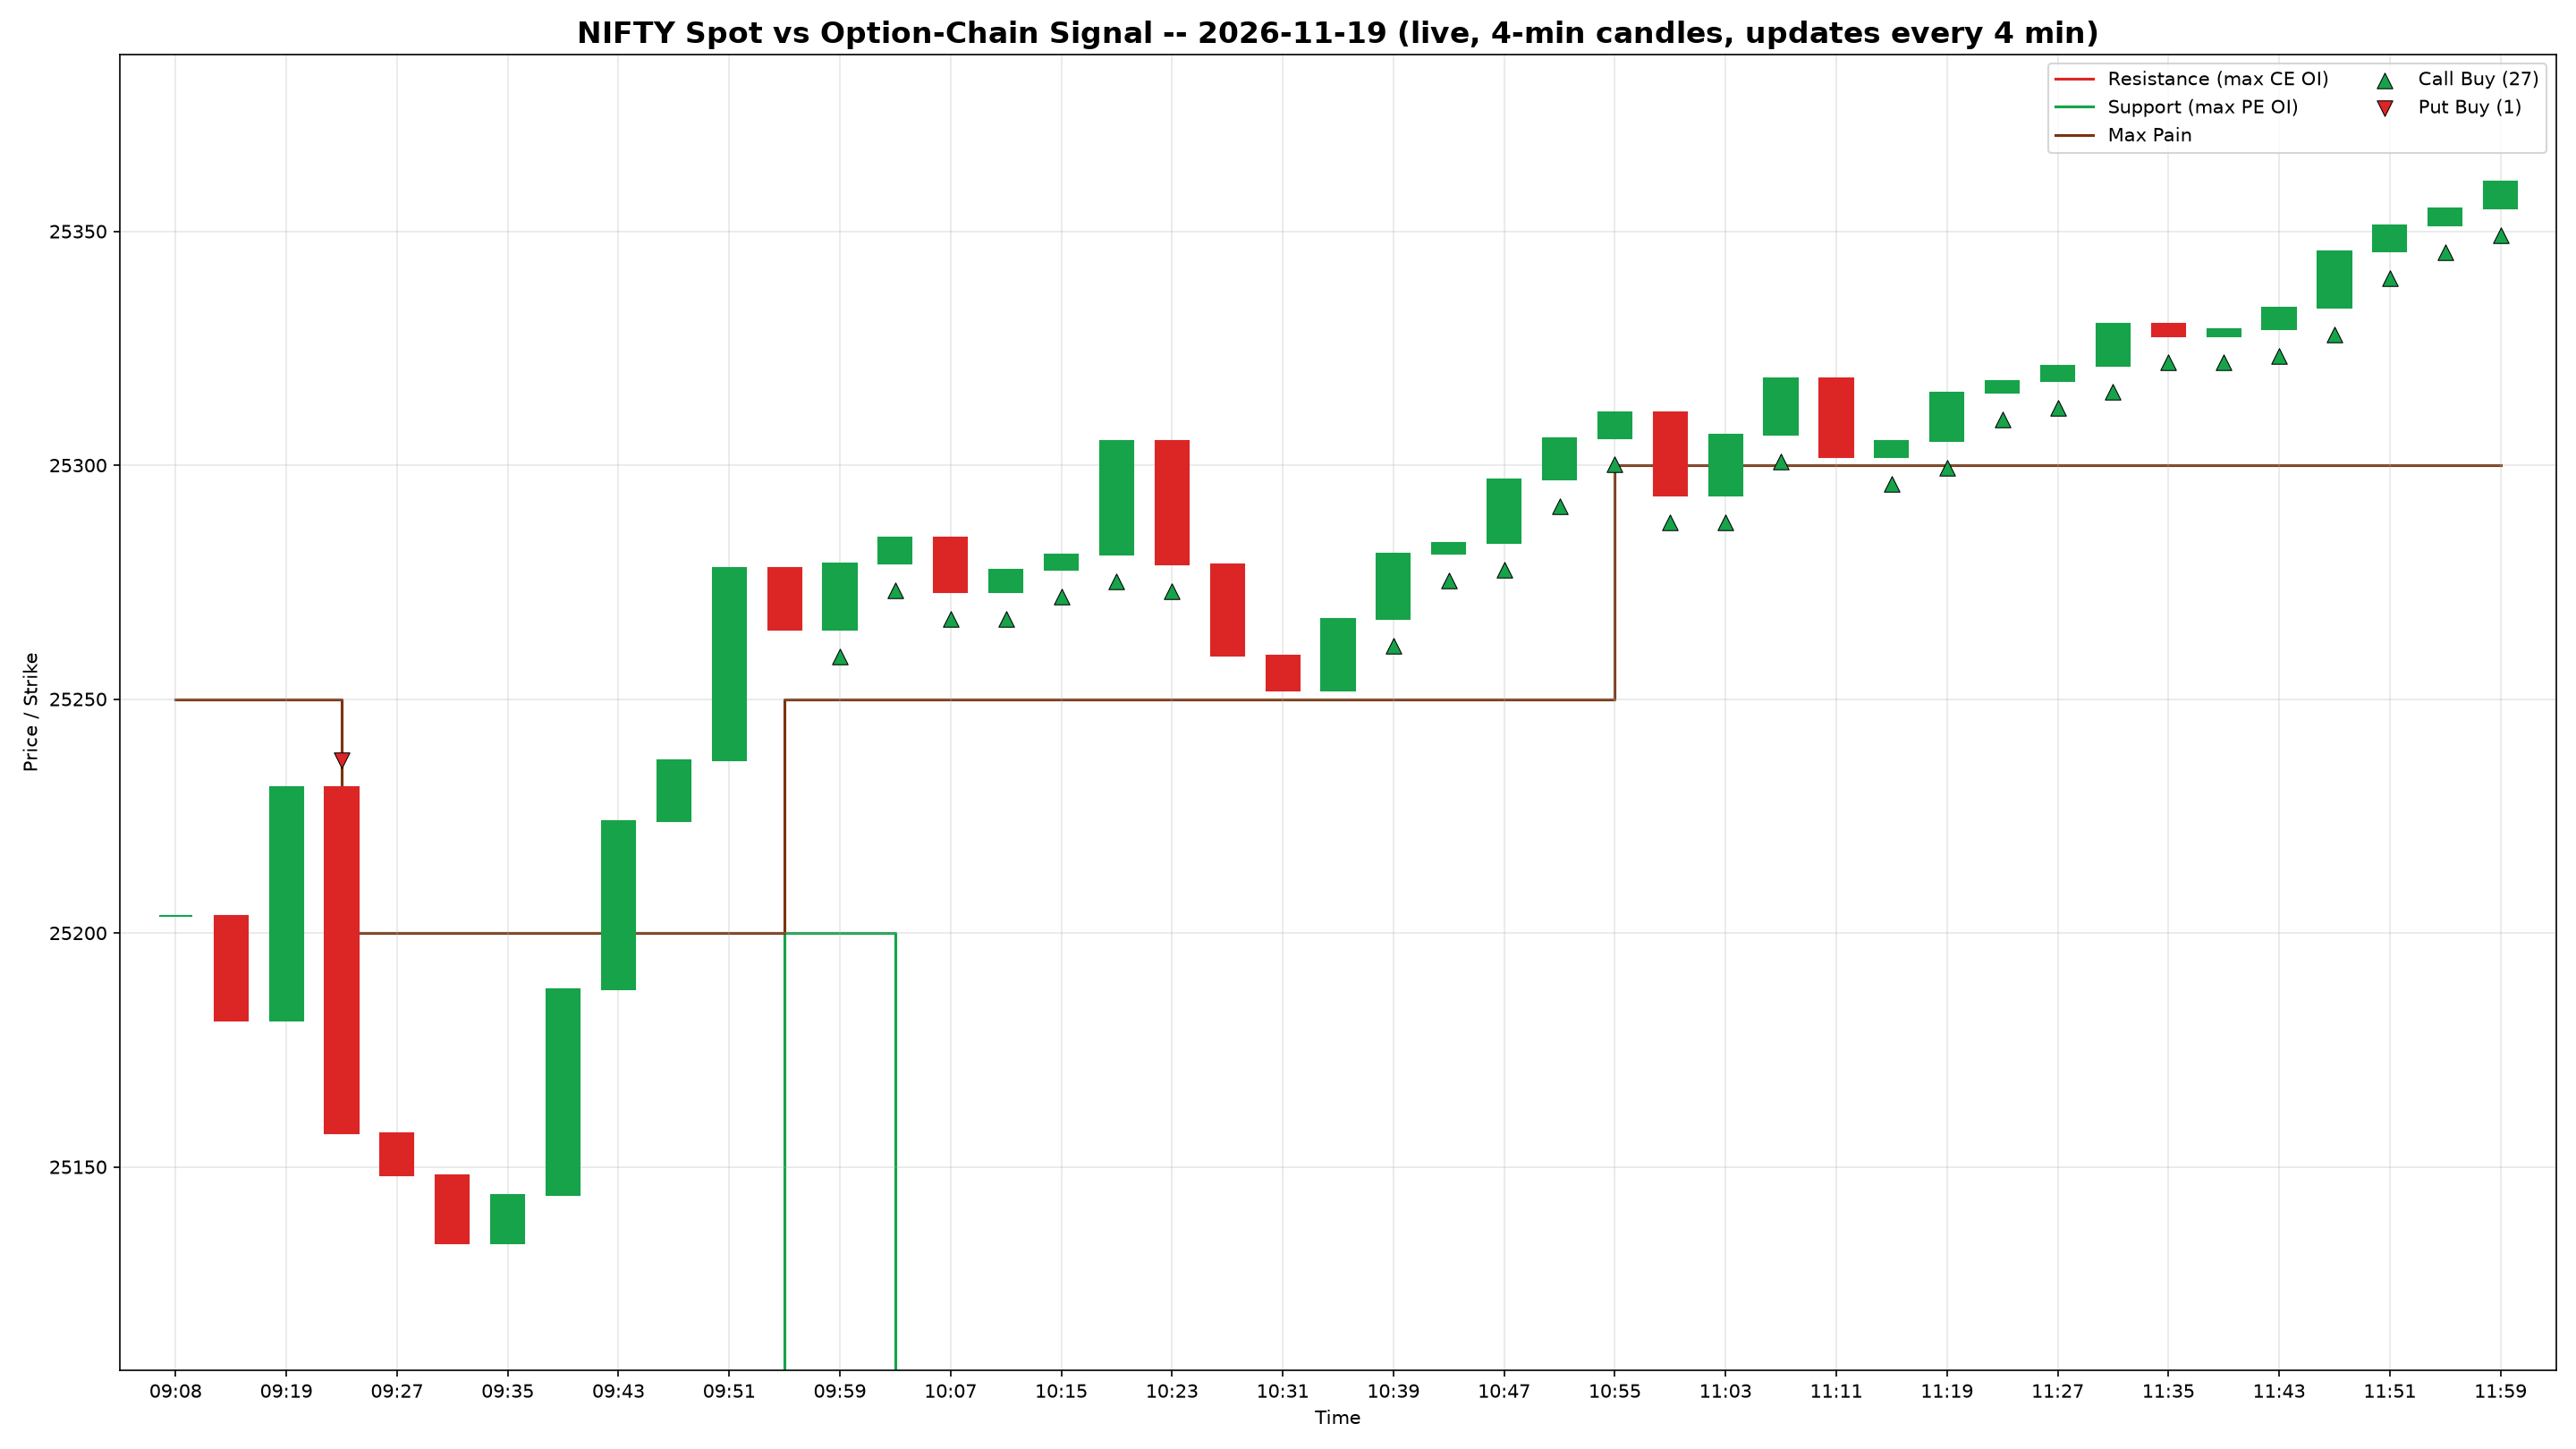 NIFTY Spot vs Option-Chain Signal -- 2026-11-19 (live, 4-min candles, updates every 4 min)
Resistance (max CE OI)
Support (max PE OI)
Max Pain
Call Buy (27)
Put Buy (1)
Price / Strike
25350
25300
25250
25200
25150
09:08 09:19 09:27 09:35 09:43 09:51 09:59 10:07 10:15 10:23 10:31 10:39 10:47 10:55 11:03 11:11 11:19 11:27 11:35 11:43 11:51 11:59
Time